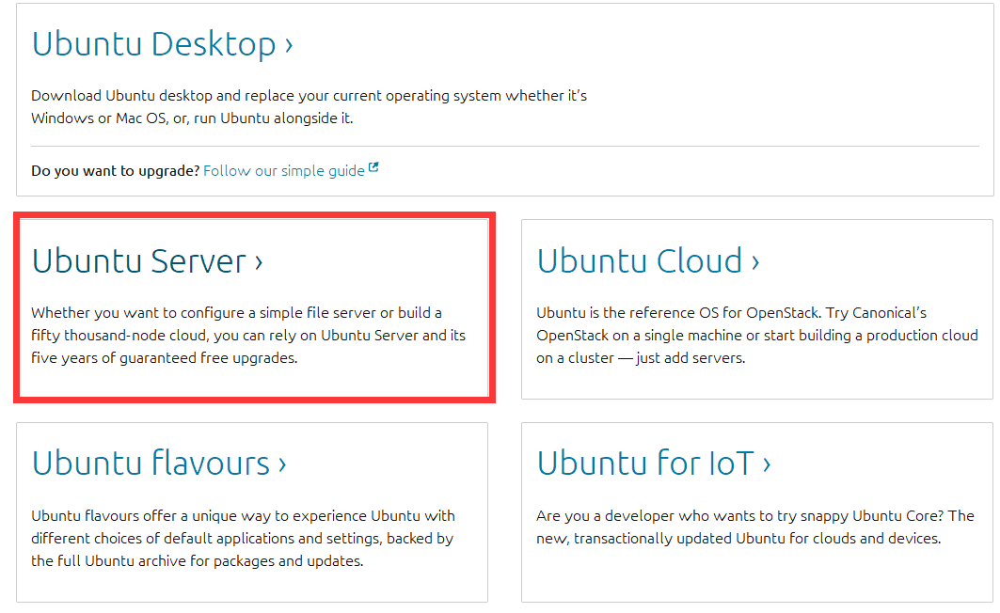 Ubuntu Desktop ›
Download Ubuntu desktop and replace your current operating system whether it's
Windows or Mac OS, or, run Ubuntu alongside it.
Do you want to upgrade? Follow our simple guide
Ubuntu Server ›
Whether you want to configure a simple file server or build a
fifty thousand-node cloud, you can rely on Ubuntu Server and its
five years of guaranteed free upgrades.
Ubuntu Cloud ›
Ubuntu is the reference OS for OpenStack. Try Canonical's
OpenStack on a single machine or start building a production cloud
on a cluster — just add servers.
Ubuntu flavours ›
Ubuntu flavours offer a unique way to experience Ubuntu with
different choices of default applications and settings, backed by
the full Ubuntu archive for packages and updates.
Ubuntu for IoT ›
Are you a developer who wants to try snappy Ubuntu Core? The
new, transactionally updated Ubuntu for clouds and devices.